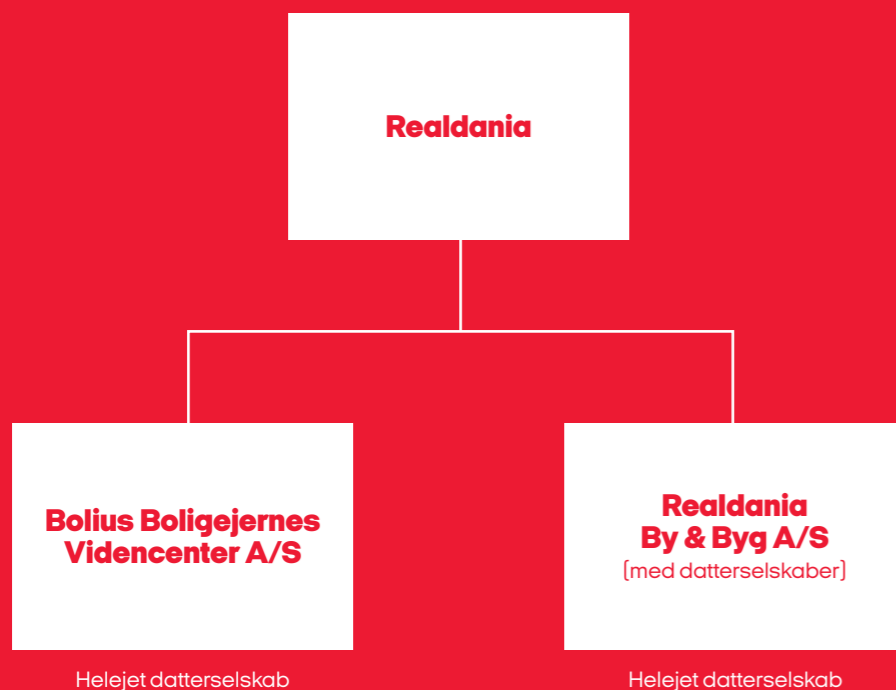 Realdania
Bolius Boligejernes
Videncenter A/S
Helejet datterselskab
Realdania
By & Byg A/S
(med datterselskaber)
Helejet datterselskab